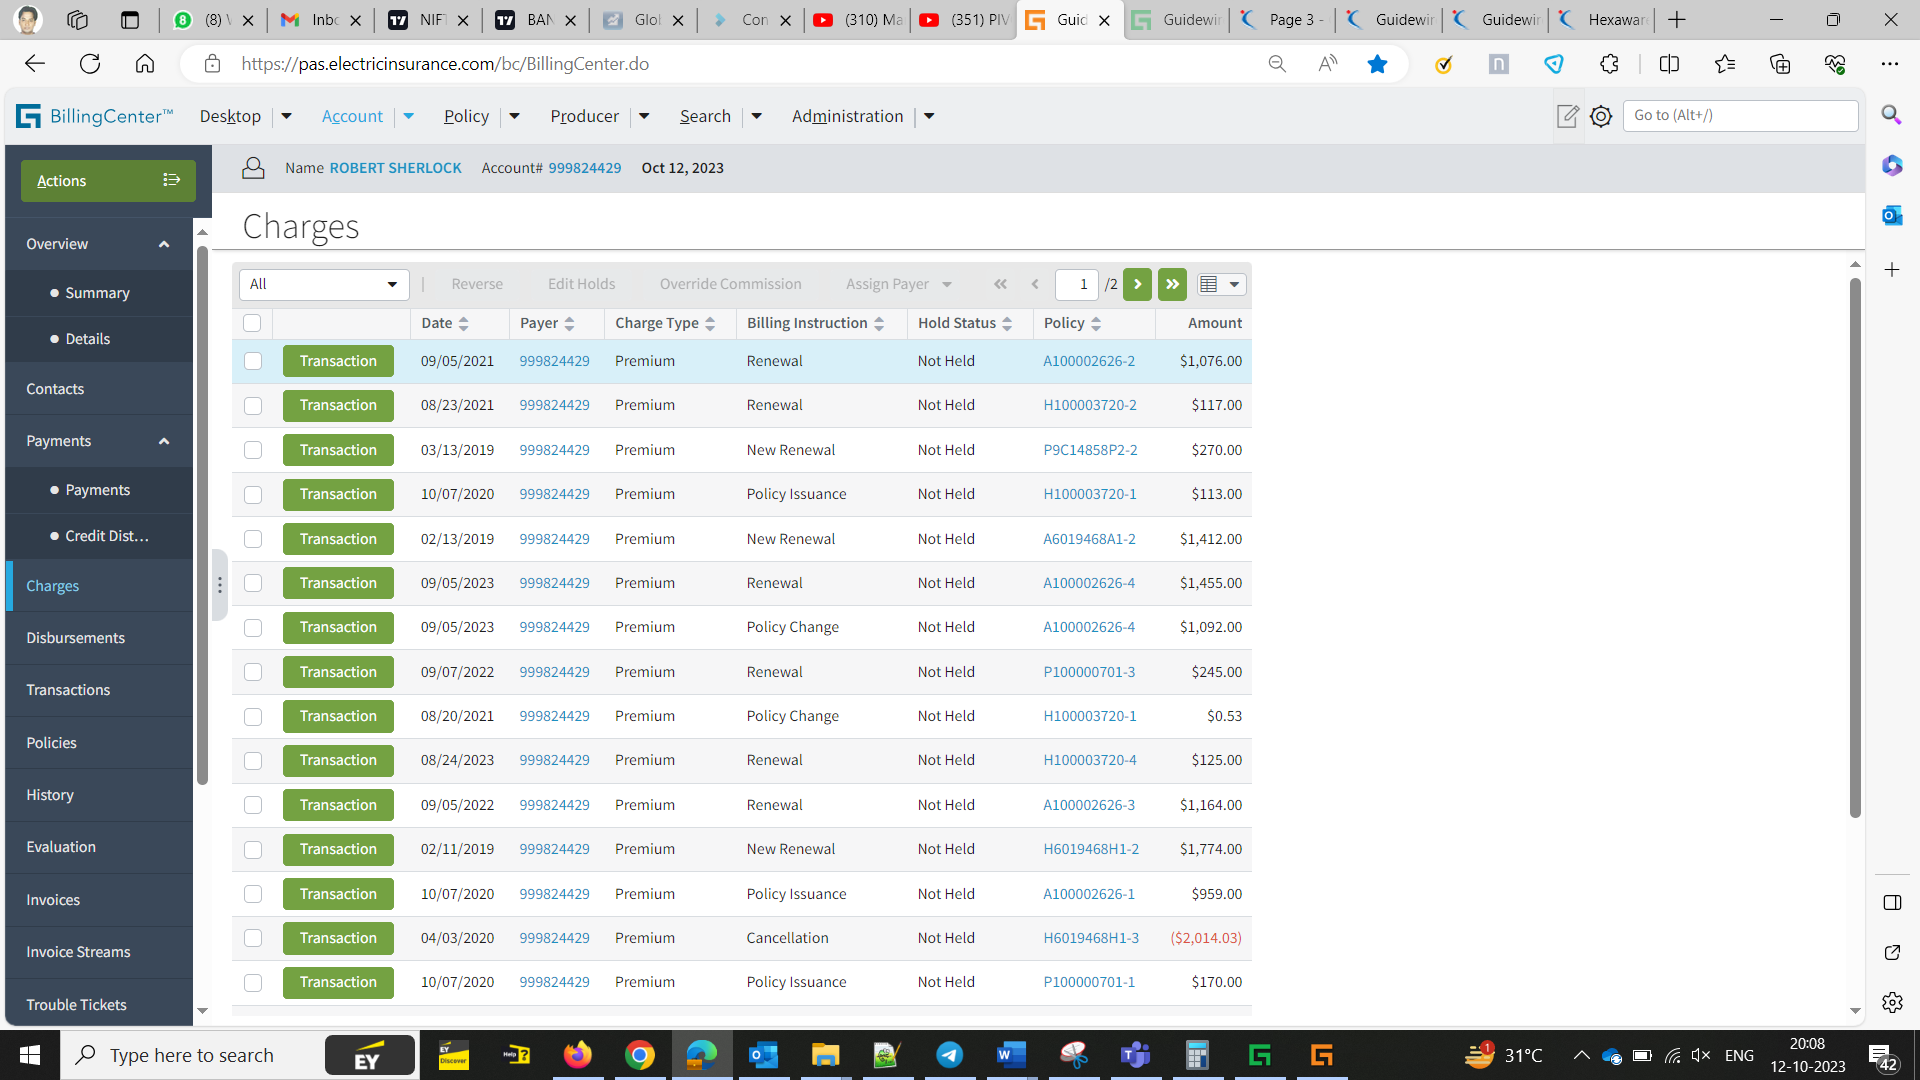 (8) W
Inbo
NIFT
BAN
Glob
Con
(310) Ma
(351) PIV
Guid
Guidewir
Page 3 -
Guidewir
Guidewir
Hexawar
https://pas.electricinsurance.com/bc/BillingCenter.do
BillingCenter™
Desktop
Account
Policy
Producer
Search
Administration
Go to (Alt+/)
Actions
Name ROBERT SHERLOCK Account# 999824429 Oct 12, 2023
Overview
Summary
Details
Contacts
Payments
Payments
Credit Dist...
Charges
Disbursements
Transactions
Policies
History
Evaluation
Invoices
Invoice Streams
Trouble Tickets
Charges
All | Reverse Edit Holds Override Commission Assign Payer 1 /2
Date Payer Charge Type Billing Instruction Hold Status Policy Amount
Transaction 09/05/2021 999824429 Premium Renewal Not Held A100002626-2 $1,076.00
Transaction 08/23/2021 999824429 Premium Renewal Not Held H100003720-2 $117.00
Transaction 03/13/2019 999824429 Premium New Renewal Not Held P9C14858P2-2 $270.00
Transaction 10/07/2020 999824429 Premium Policy Issuance Not Held H100003720-1 $113.00
Transaction 02/13/2019 999824429 Premium New Renewal Not Held A6019468A1-2 $1,412.00
Transaction 09/05/2023 999824429 Premium Renewal Not Held A100002626-4 $1,455.00
Transaction 09/05/2023 999824429 Premium Policy Change Not Held A100002626-4 $1,092.00
Transaction 09/07/2022 999824429 Premium Renewal Not Held P100000701-3 $245.00
Transaction 08/20/2021 999824429 Premium Policy Change Not Held H100003720-1 $0.53
Transaction 08/24/2023 999824429 Premium Renewal Not Held H100003720-4 $125.00
Transaction 09/05/2022 999824429 Premium Renewal Not Held A100002626-3 $1,164.00
Transaction 02/11/2019 999824429 Premium New Renewal Not Held H6019468H1-2 $1,774.00
Transaction 10/07/2020 999824429 Premium Policy Issuance Not Held A100002626-1 $959.00
Transaction 04/03/2020 999824429 Premium Cancellation Not Held H6019468H1-3 ($2,014.03)
Transaction 10/07/2020 999824429 Premium Policy Issuance Not Held P100000701-1 $170.00
Type here to search
EY
EY Discover
Help ?
1
31°C
ENG
20:08
12-10-2023
42